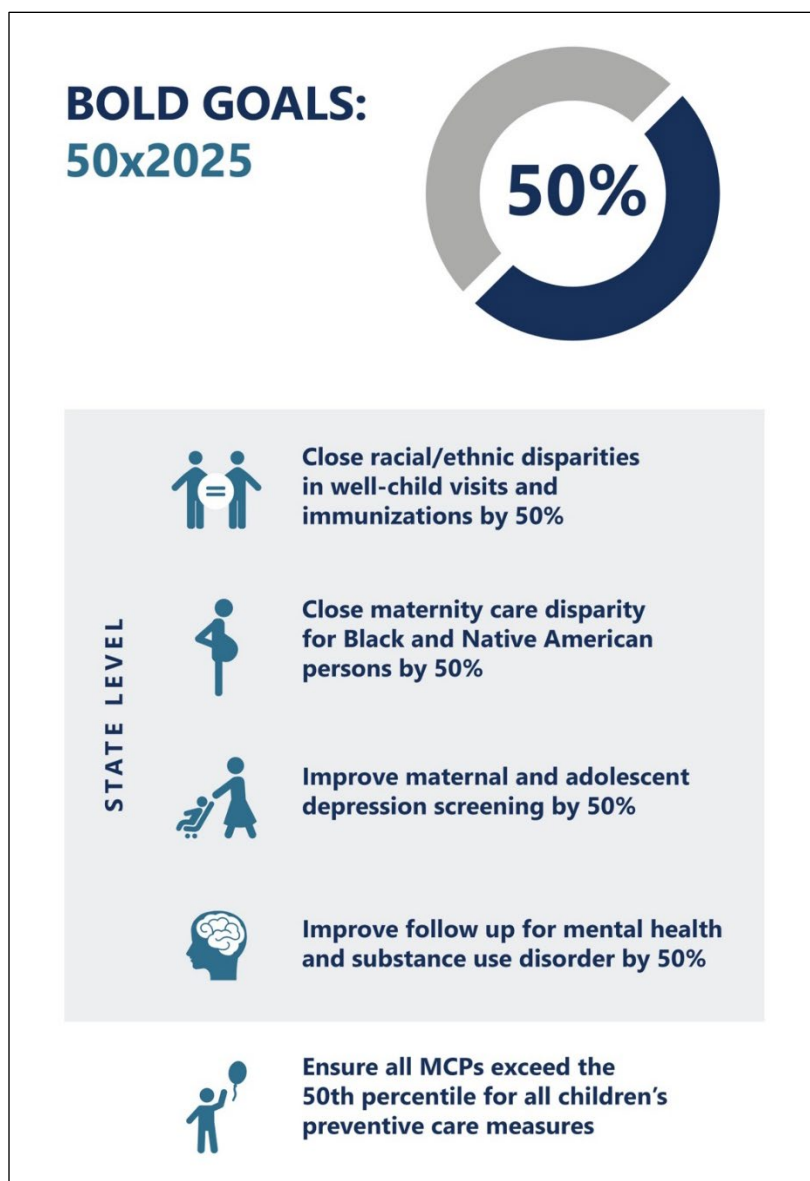 BOLD GOALS:
50x2025
50%
STATE LEVEL
Close racial/ethnic disparities
in well-child visits and
immunizations by 50%
Close maternity care disparity
for Black and Native American
persons by 50%
Improve maternal and adolescent
depression screening by 50%
Improve follow up for mental health
and substance use disorder by 50%
Ensure all MCPs exceed the
50th percentile for all children’s
preventive care measures